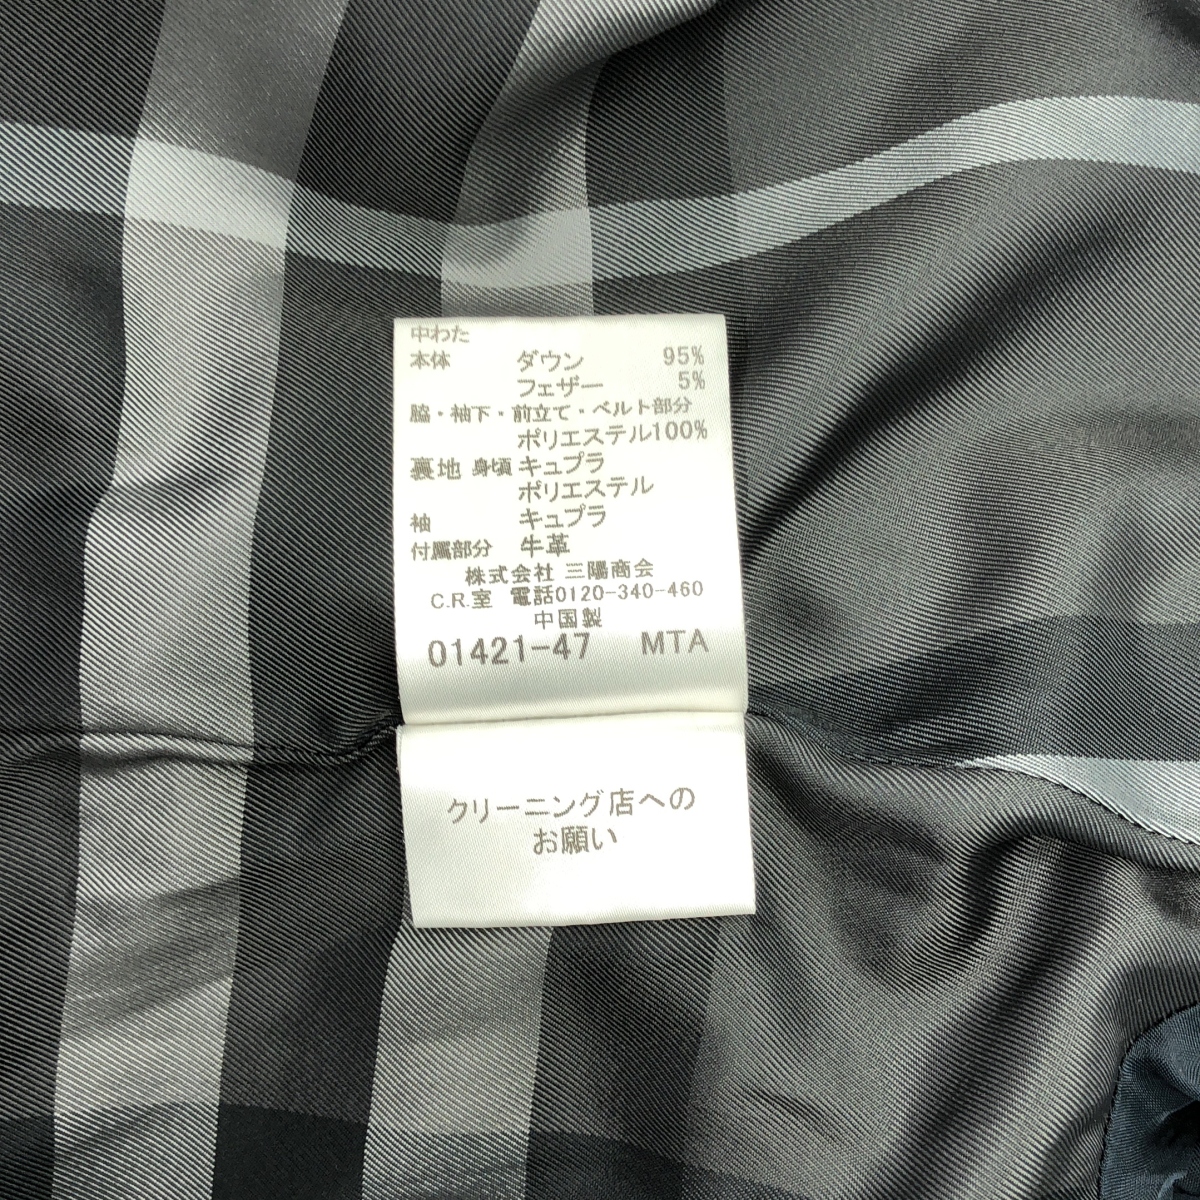 中わた
本体 ダウン 95%
フェザー 5%
脇・袖下・前立て・ベルト部分
ポリエステル100%
裏地 身頃 キュプラ
ポリエステル
袖 キュプラ
付属部分 牛革
株式会社 三陽商会
C.R.室 電話0120-340-460
中国製
01421-47 MTA
クリーニング店への
お願い